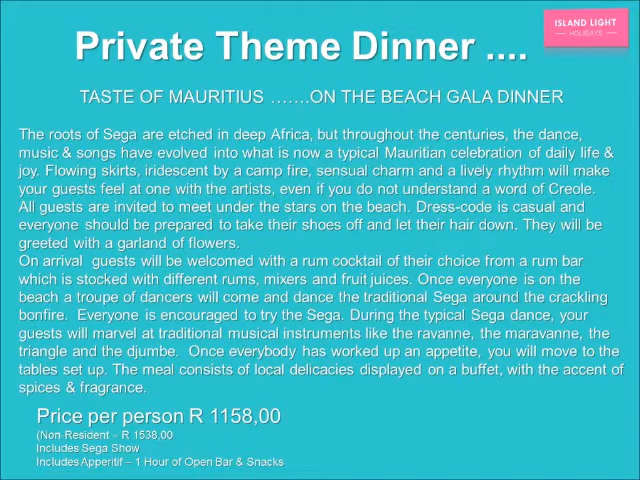 ISLAND LIGHT
HOLIDAYS
Private Theme Dinner ....
TASTE OF MAURITIUS …….ON THE BEACH GALA DINNER
The roots of Sega are etched in deep Africa, but throughout the centuries, the dance,
music & songs have evolved into what is now a typical Mauritian celebration of daily life &
joy. Flowing skirts, iridescent by a camp fire, sensual charm and a lively rhythm will make
your guests feel at one with the artists, even if you do not understand a word of Creole.
All guests are invited to meet under the stars on the beach. Dress-code is casual and
everyone should be prepared to take their shoes off and let their hair down. They will be
greeted with a garland of flowers.
On arrival guests will be welcomed with a rum cocktail of their choice from a rum bar
which is stocked with different rums, mixers and fruit juices. Once everyone is on the
beach a troupe of dancers will come and dance the traditional Sega around the crackling
bonfire. Everyone is encouraged to try the Sega. During the typical Sega dance, your
guests will marvel at traditional musical instruments like the ravanne, the maravanne, the
triangle and the djumbe. Once everybody has worked up an appetite, you will move to the
tables set up. The meal consists of local delicacies displayed on a buffet, with the accent of
spices & fragrance.
Price per person R 1158,00
(Non-Resident – R 1538,00
Includes Sega Show
Includes Apperitif – 1 Hour of Open Bar & Snacks